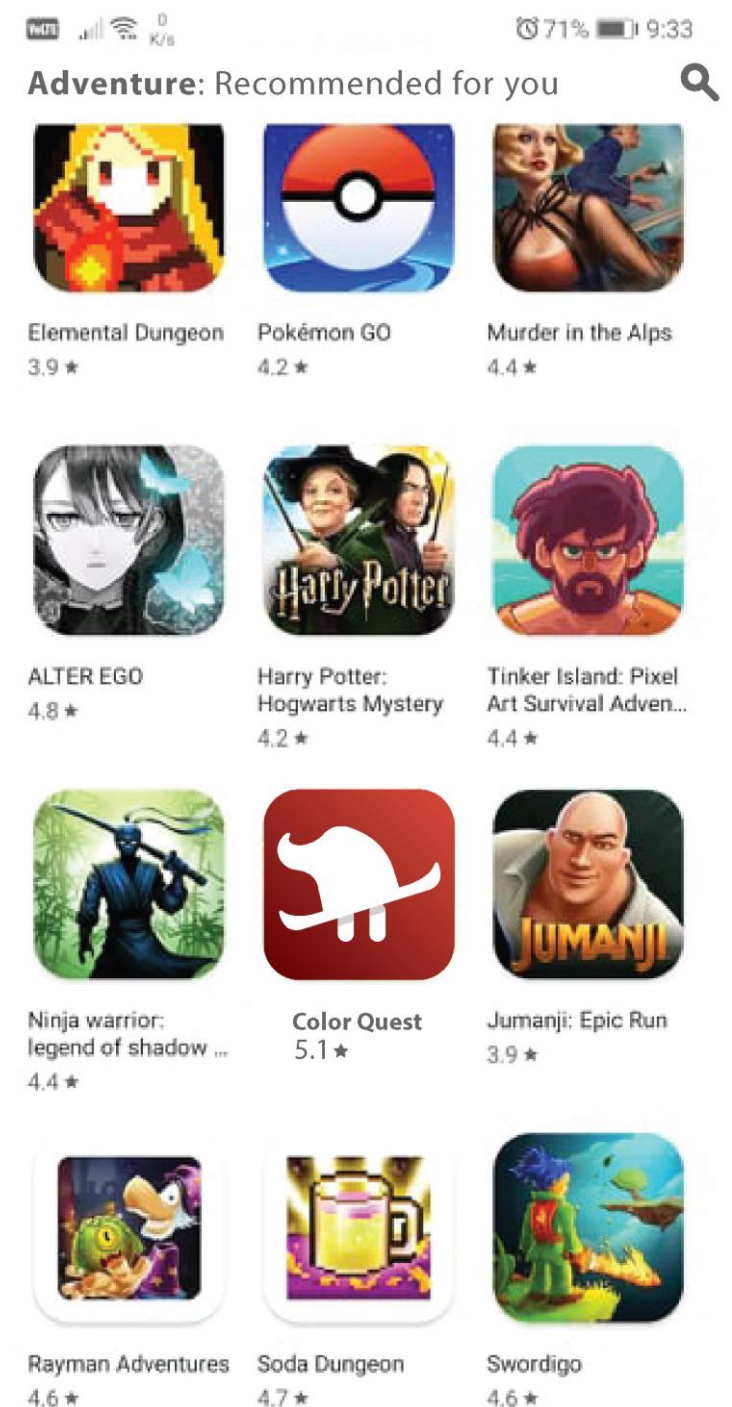 VoLTE 0 K/s 71% 9:33
Adventure: Recommended for you
Elemental Dungeon Pokémon GO Murder in the Alps
3.9 ★ 4.2 ★ 4.4 ★
Harry Potter
ALTER EGO Harry Potter: Tinker Island: Pixel
4.8 ★ Hogwarts Mystery Art Survival Adven...
4.2 ★ 4.4 ★
JUMANJI
Ninja warrior: Color Quest Jumanji: Epic Run
legend of shadow ... 5.1 ★ 3.9 ★
4.4 ★
Rayman Adventures Soda Dungeon Swordigo
4.6 ★ 4.7 ★ 4.6 ★